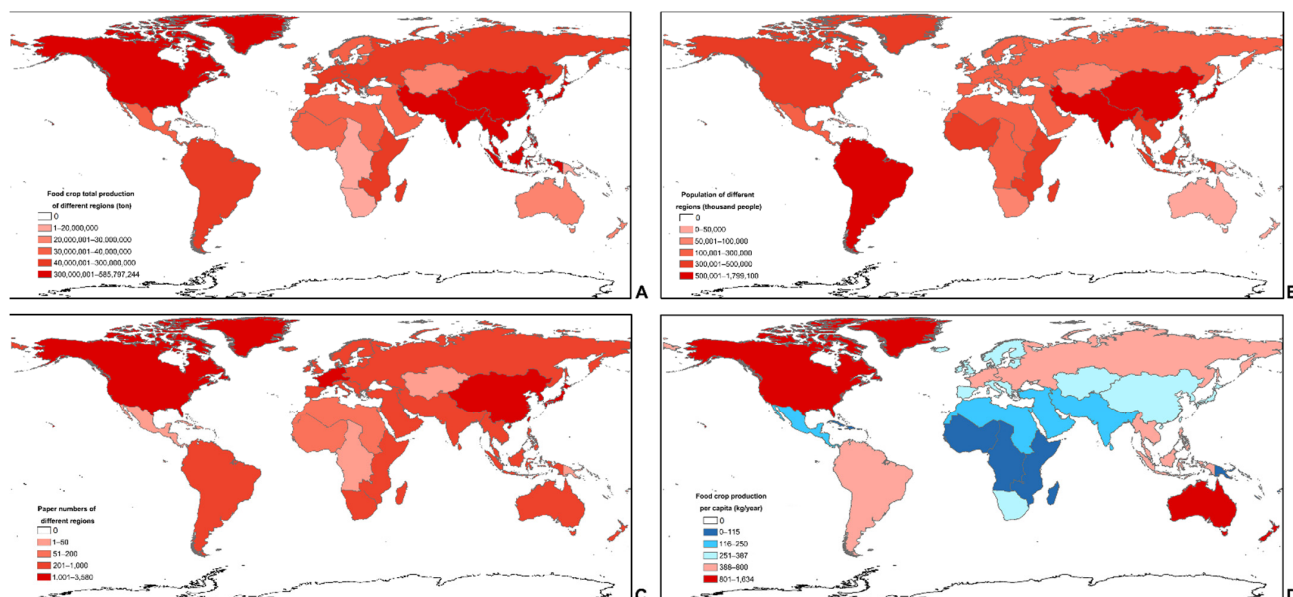 Food crop total production
of different regions (ton)
0
1–20,000,000
20,000,001–30,000,000
30,000,001–40,000,000
40,000,001–300,000,000
300,000,001–585,797,244
A
Population of different
regions (thousand people)
0
0–50,000
50,001–100,000
100,001–300,000
300,001–500,000
500,001–1,799,100
B
Paper numbers of
different regions
0
1–50
51–200
201–1,000
1,001–3,580
C
Food crop production
per capita (kg/year)
0
0–115
116–250
251–387
388–800
801–1,634
D